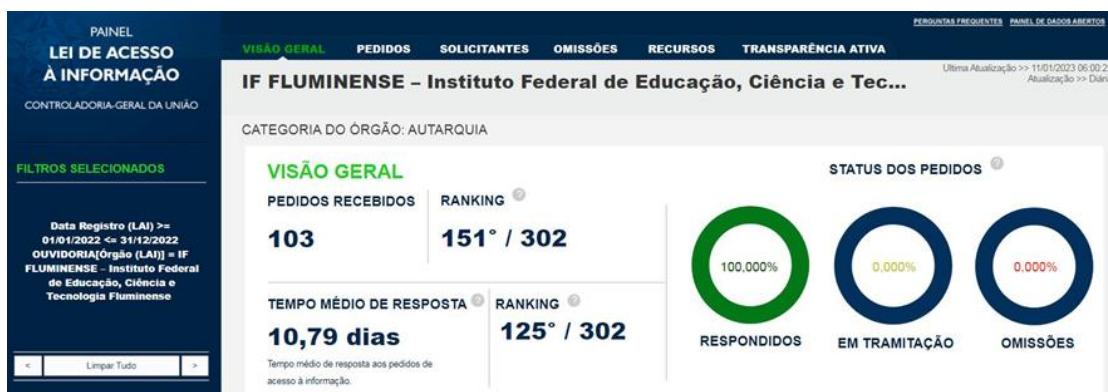 PAINEL
LEI DE ACESSO
À INFORMAÇÃO
CONTROLADORIA-GERAL DA UNIÃO
FILTROS SELECIONADOS
Data Registro (LAI) >=
01/01/2022 <= 31/12/2022
OUVIDORIA[Órgão (LAI)] = IF
FLUMINENSE – Instituto Federal
de Educação, Ciência e
Tecnologia Fluminense
< Limpar Tudo >
PERGUNTAS FREQUENTES PAINEL DE DADOS ABERTOS
VISÃO GERAL PEDIDOS SOLICITANTES OMISSÕES RECURSOS TRANSPARÊNCIA ATIVA
IF FLUMINENSE – Instituto Federal de Educação, Ciência e Tec...
Ultima Atualização >> 11/01/2023 06:00:2
Atualização >> Diári
CATEGORIA DO ÓRGÃO: AUTARQUIA
VISÃO GERAL
PEDIDOS RECEBIDOS
103
RANKING ?
151° / 302
TEMPO MÉDIO DE RESPOSTA ?
10,79 dias
Tempo médio de resposta aos pedidos de
acesso à informação.
RANKING ?
125° / 302
STATUS DOS PEDIDOS ?
100,000%
RESPONDIDOS
0,000%
EM TRAMITAÇÃO
0,000%
OMISSÕES